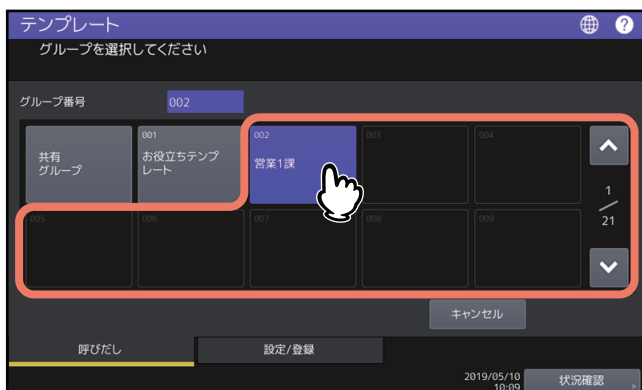 テンプレート
?
グループを選択してください
グループ番号
002
共有
グループ
001
お役立ちテンプ
レート
002
営業1課
003
004
005
006
007
008
009
1
21
キャンセル
呼びだし
設定/登録
2019/05/10
10:09
状況確認